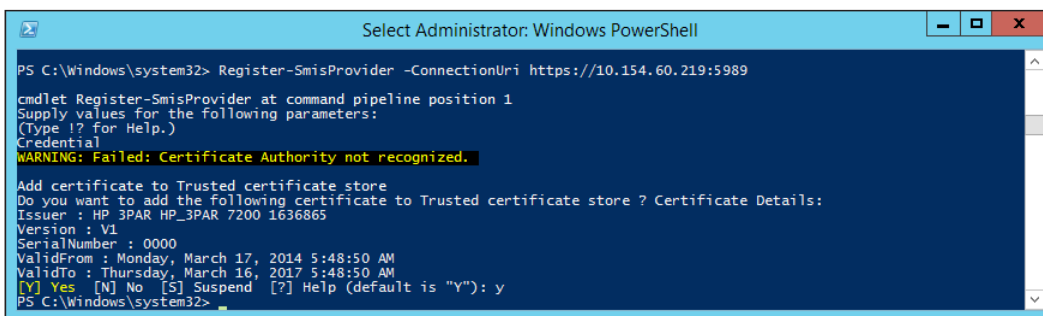 Select Administrator: Windows PowerShell
PS C:\Windows\system32> Register-SmisProvider -ConnectionUri https://10.154.60.219:5989
cmdlet Register-SmisProvider at command pipeline position 1
Supply values for the following parameters:
(Type !? for Help.)
Credential
WARNING: Failed: Certificate Authority not recognized.
Add certificate to Trusted certificate store
Do you want to add the following certificate to Trusted certificate store ? Certificate Details:
Issuer : HP 3PAR HP_3PAR 7200 1636865
Version : V1
SerialNumber : 0000
ValidFrom : Monday, March 17, 2014 5:48:50 AM
ValidTo : Thursday, March 16, 2017 5:48:50 AM
[Y] Yes [N] No [S] Suspend [?] Help (default is "Y"): y
PS C:\Windows\system32>